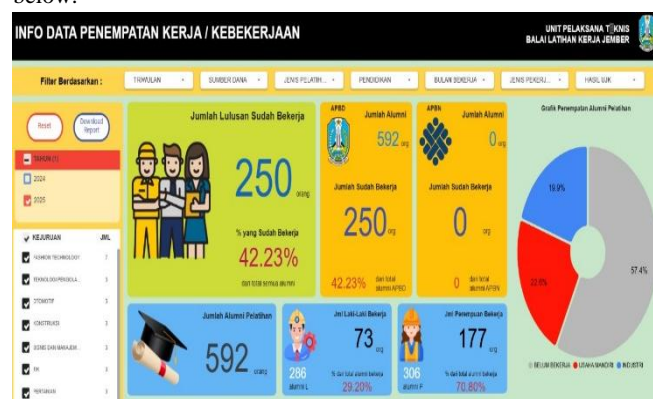 below.
INFO DATA PENEMPATAN KERJA / KEBEKERJAAN
UNIT PELAKSANA TEKNIS
BALAI LATIHAN KERJA JEMBER
Filter Berdasarkan :
TRIWULAN
SUMBER DANA
JENIS PELATIH...
PENDIDIKAN
BULAN BEKERJA
JENIS PEKERJ...
HASIL UJK
Reset
Download
Report
TAHUN (1)
2024
2025
KEJURUAN JML
FASHION TECHNOLOGY
TEKNOLOGI PENGOLA...
OTOMOTIF
KONSTRUKSI
BISNIS DAN MANAJEM...
PERTANIAN
Jumlah Lulusan Sudah Bekerja
250 orang
% yang Sudah Bekerja
42.23%
dari total semua alumni
APBD
Jumlah Alumni
592 org
Jumlah Sudah Bekerja
250 org
42.23% dari total
alumni APBD
APBN
Jumlah Alumni
0 org
Jumlah Sudah Bekerja
0 org
0 dari total
alumni APBN
Grafik Penempatan Alumni Pelatihan
19.9%
22.6%
57.4%
BELUM BEKERJA USAHA MANDIRI INDUSTRI
Jumlah Alumni Pelatihan
592 orang
Jml Laki-Laki Bekerja
73 org
286
alumni L
% dari total alumni bekerja
29.20%
Jml Perempuan Bekerja
177 org
306
alumni P
% dari total alumni bekerja
70.80%